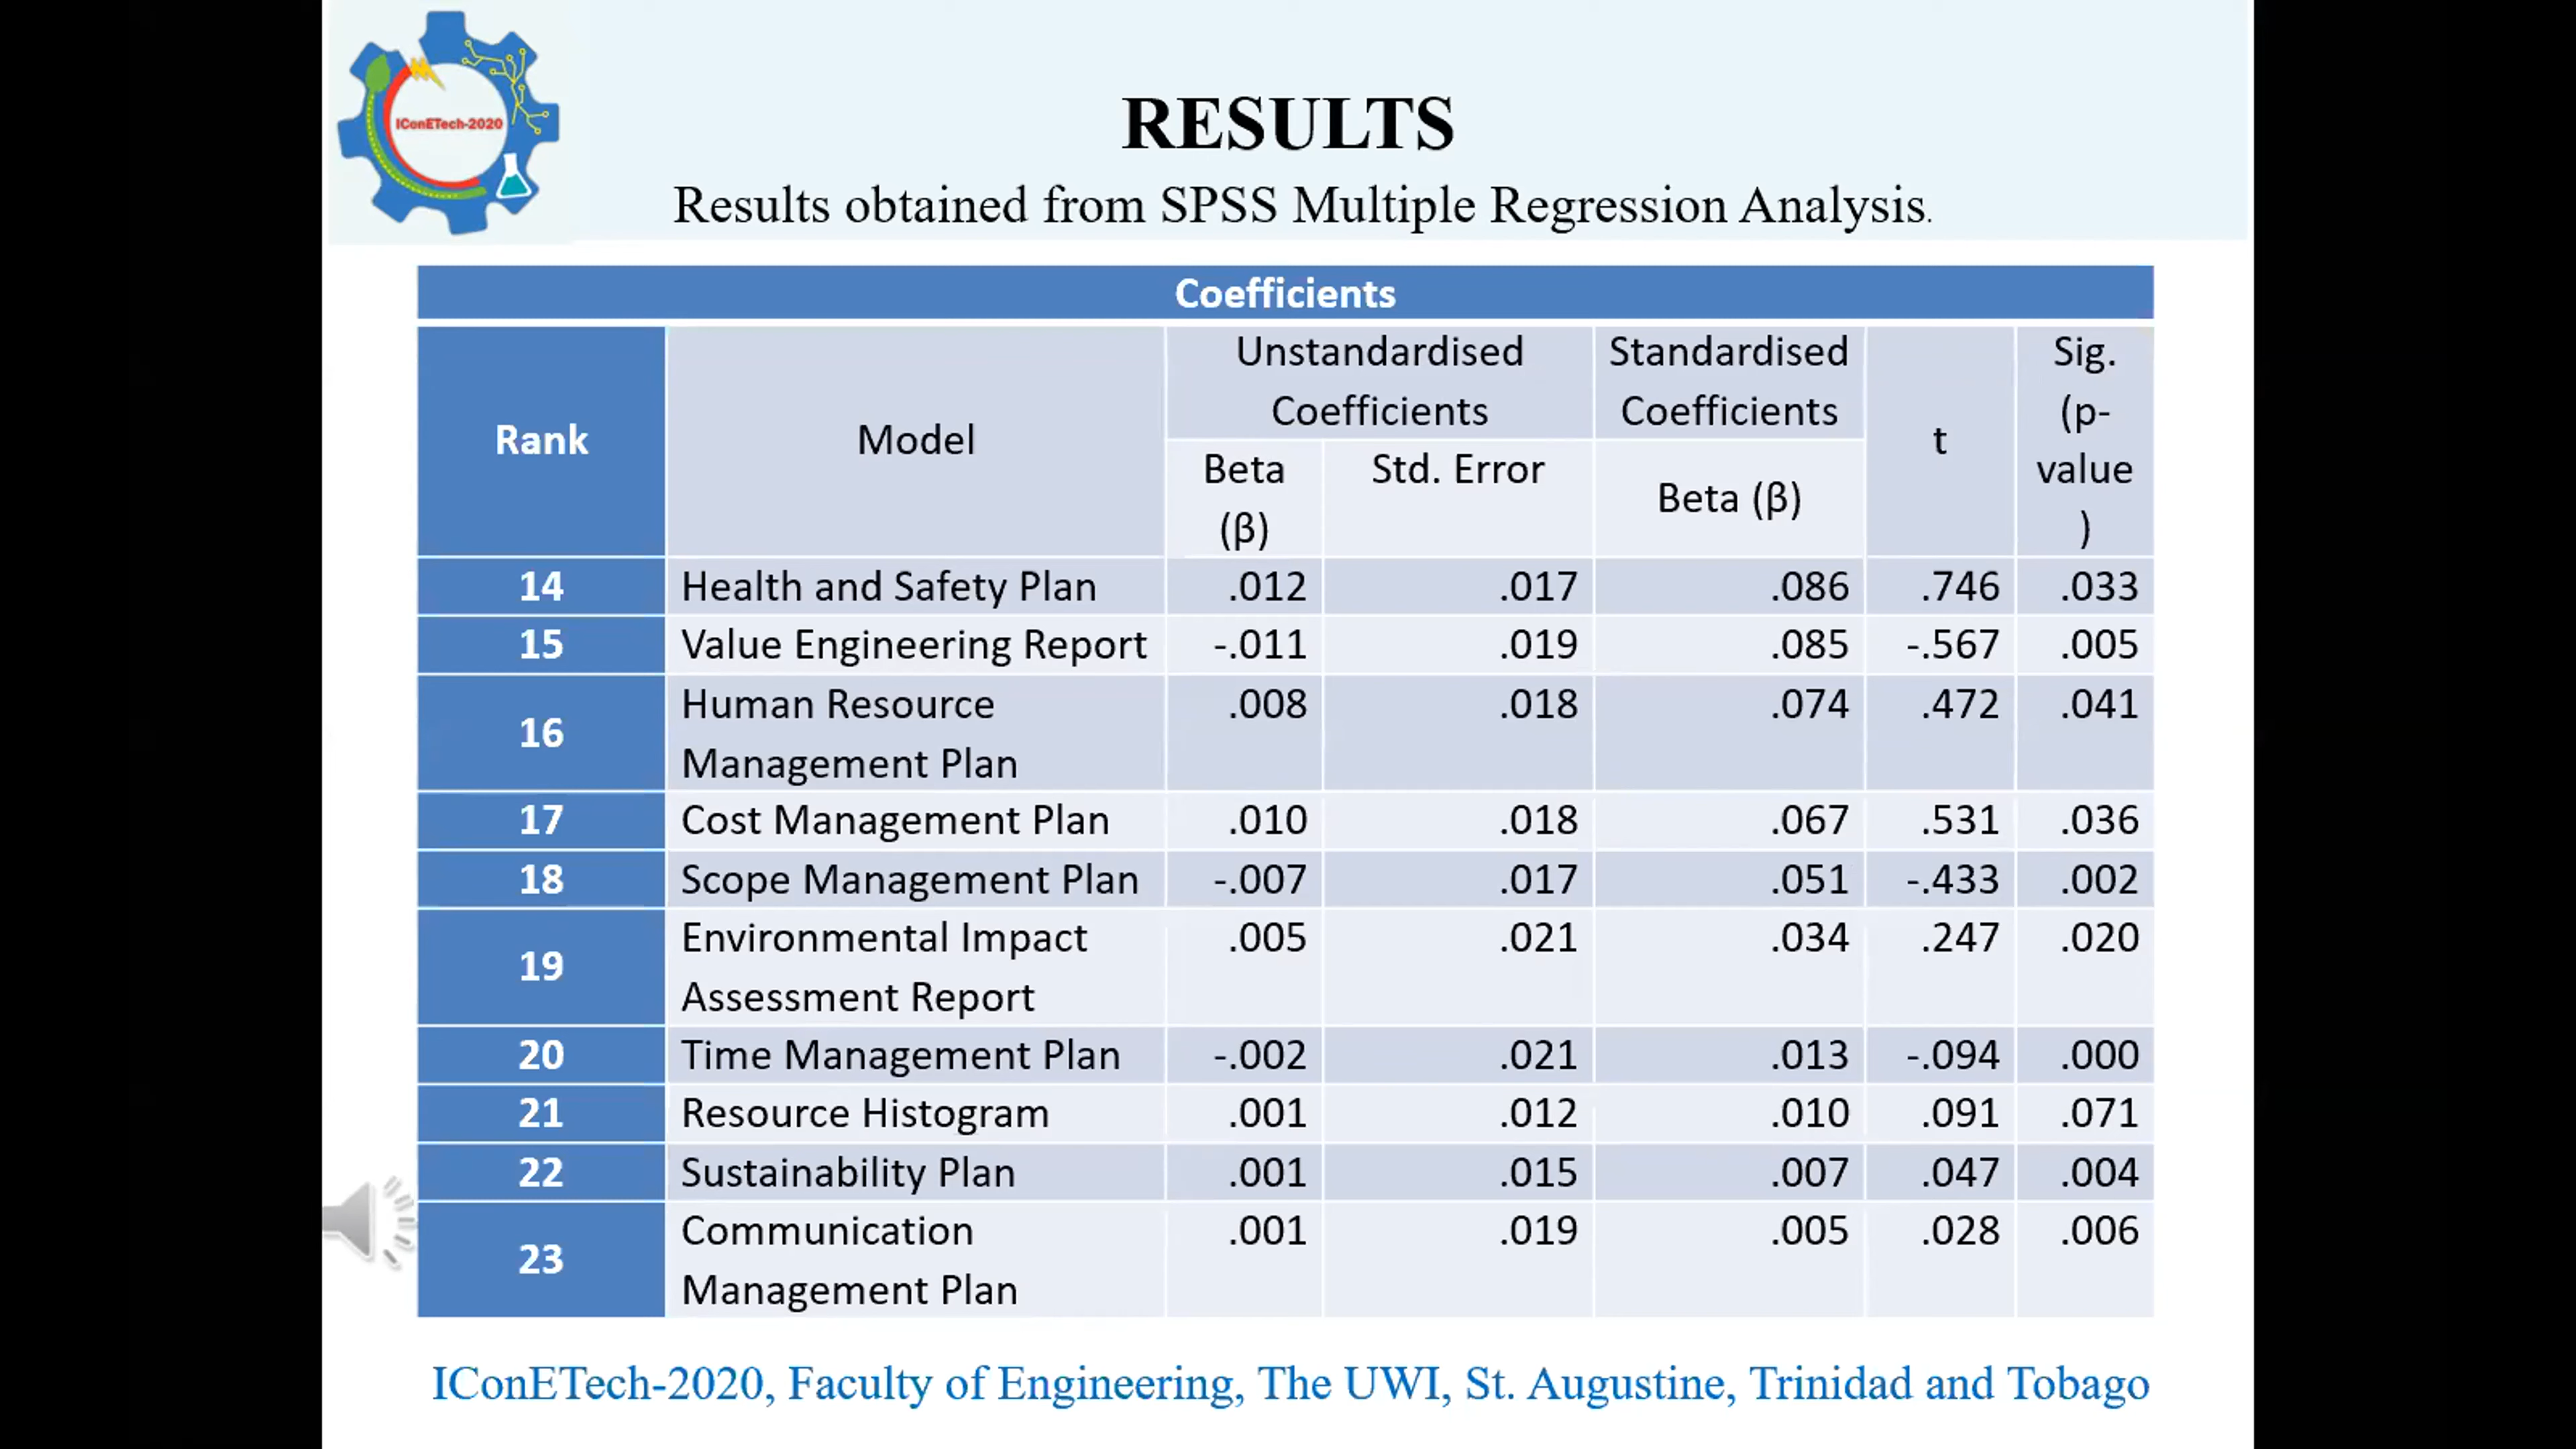 IConETech-2020
RESULTS
Results obtained from SPSS Multiple Regression Analysis.
Coefficients
Rank
Model
Unstandardised
Coefficients
Standardised
Coefficients
t
Sig.
(p-
value
)
Beta
(β)
Std. Error
Beta (β)
14 Health and Safety Plan .012 .017 .086 .746 .033
15 Value Engineering Report -.011 .019 .085 -.567 .005
16 Human Resource .008 .018 .074 .472 .041
Management Plan
17 Cost Management Plan .010 .018 .067 .531 .036
18 Scope Management Plan -.007 .017 .051 -.433 .002
19 Environmental Impact .005 .021 .034 .247 .020
Assessment Report
20 Time Management Plan -.002 .021 .013 -.094 .000
21 Resource Histogram .001 .012 .010 .091 .071
22 Sustainability Plan .001 .015 .007 .047 .004
23 Communication .001 .019 .005 .028 .006
Management Plan
IConETech-2020, Faculty of Engineering, The UWI, St. Augustine, Trinidad and Tobago